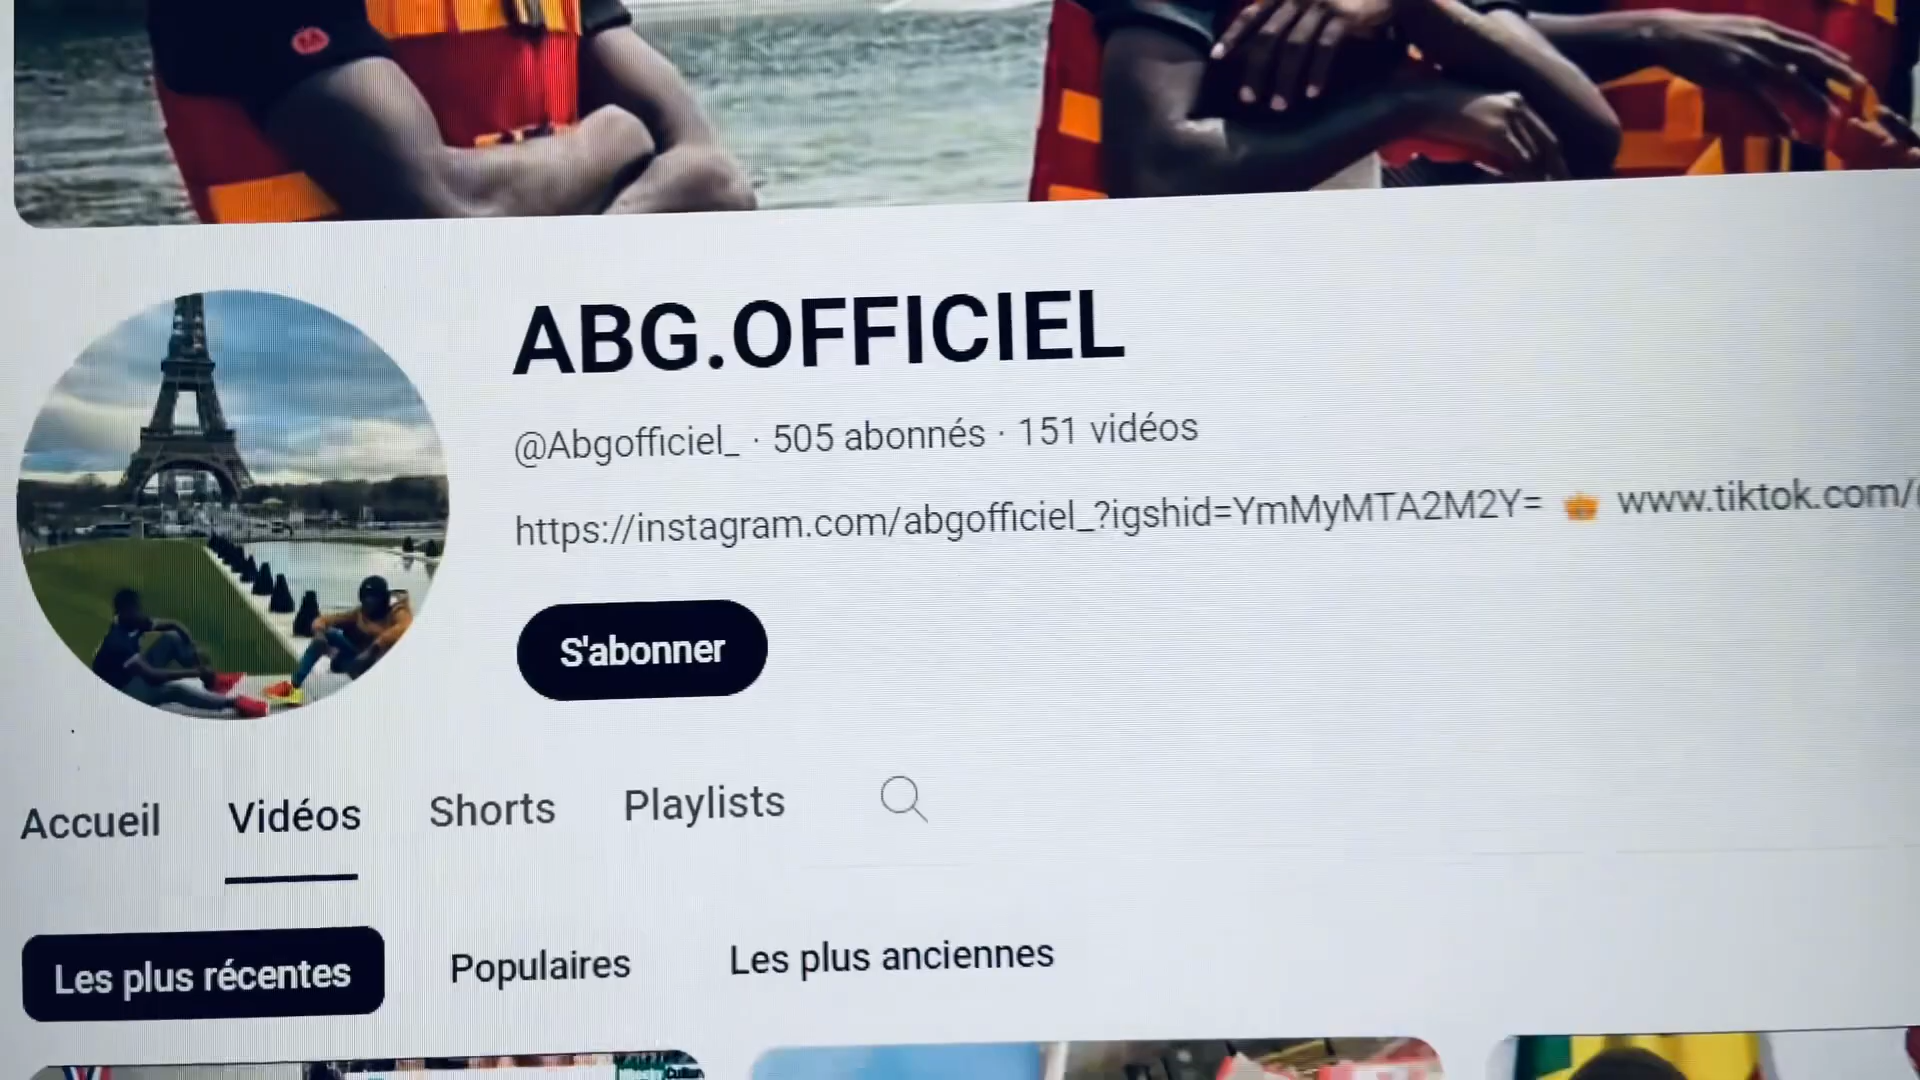 ABG.OFFICIEL
@Abgofficiel_ · 505 abonnés · 151 vidéos
https://instagram.com/abgofficiel_?igshid=YmMyMTA2M2Y= 👑 www.tiktok.com/
S'abonner
Accueil Vidéos Shorts Playlists
Les plus récentes Populaires Les plus anciennes